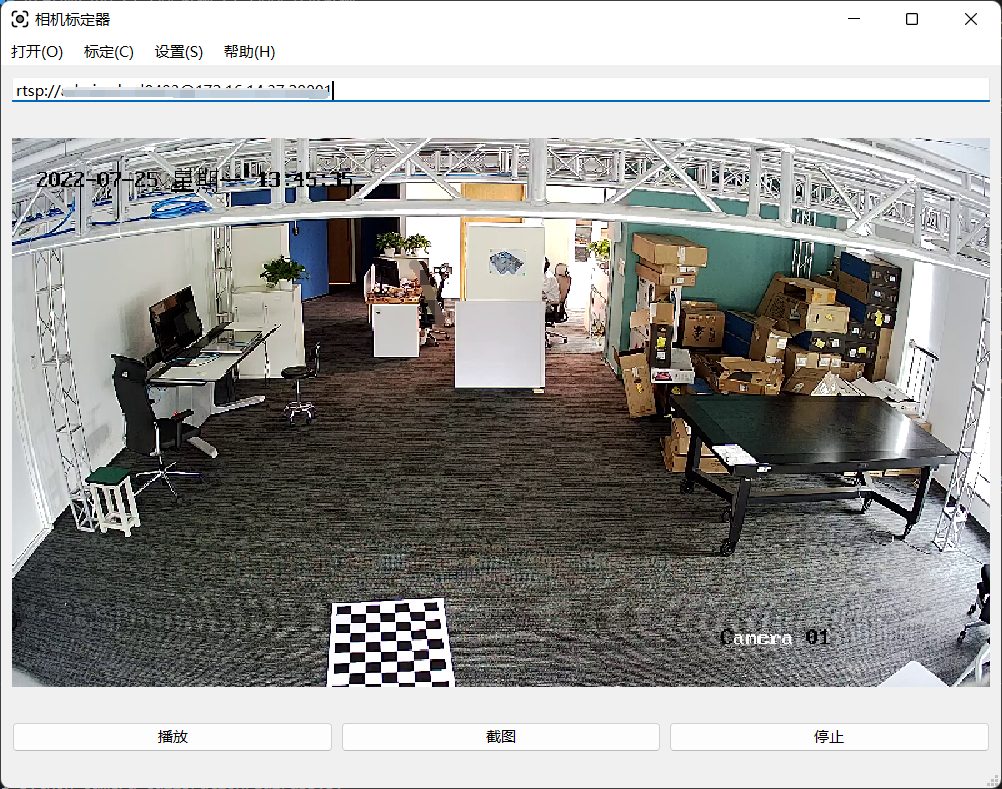 相机标定器
打开(O) 标定(C) 设置(S) 帮助(H)
rtsp://
2022-07-25 星期一 13:45:35
Camera 01
播放 截图 停止